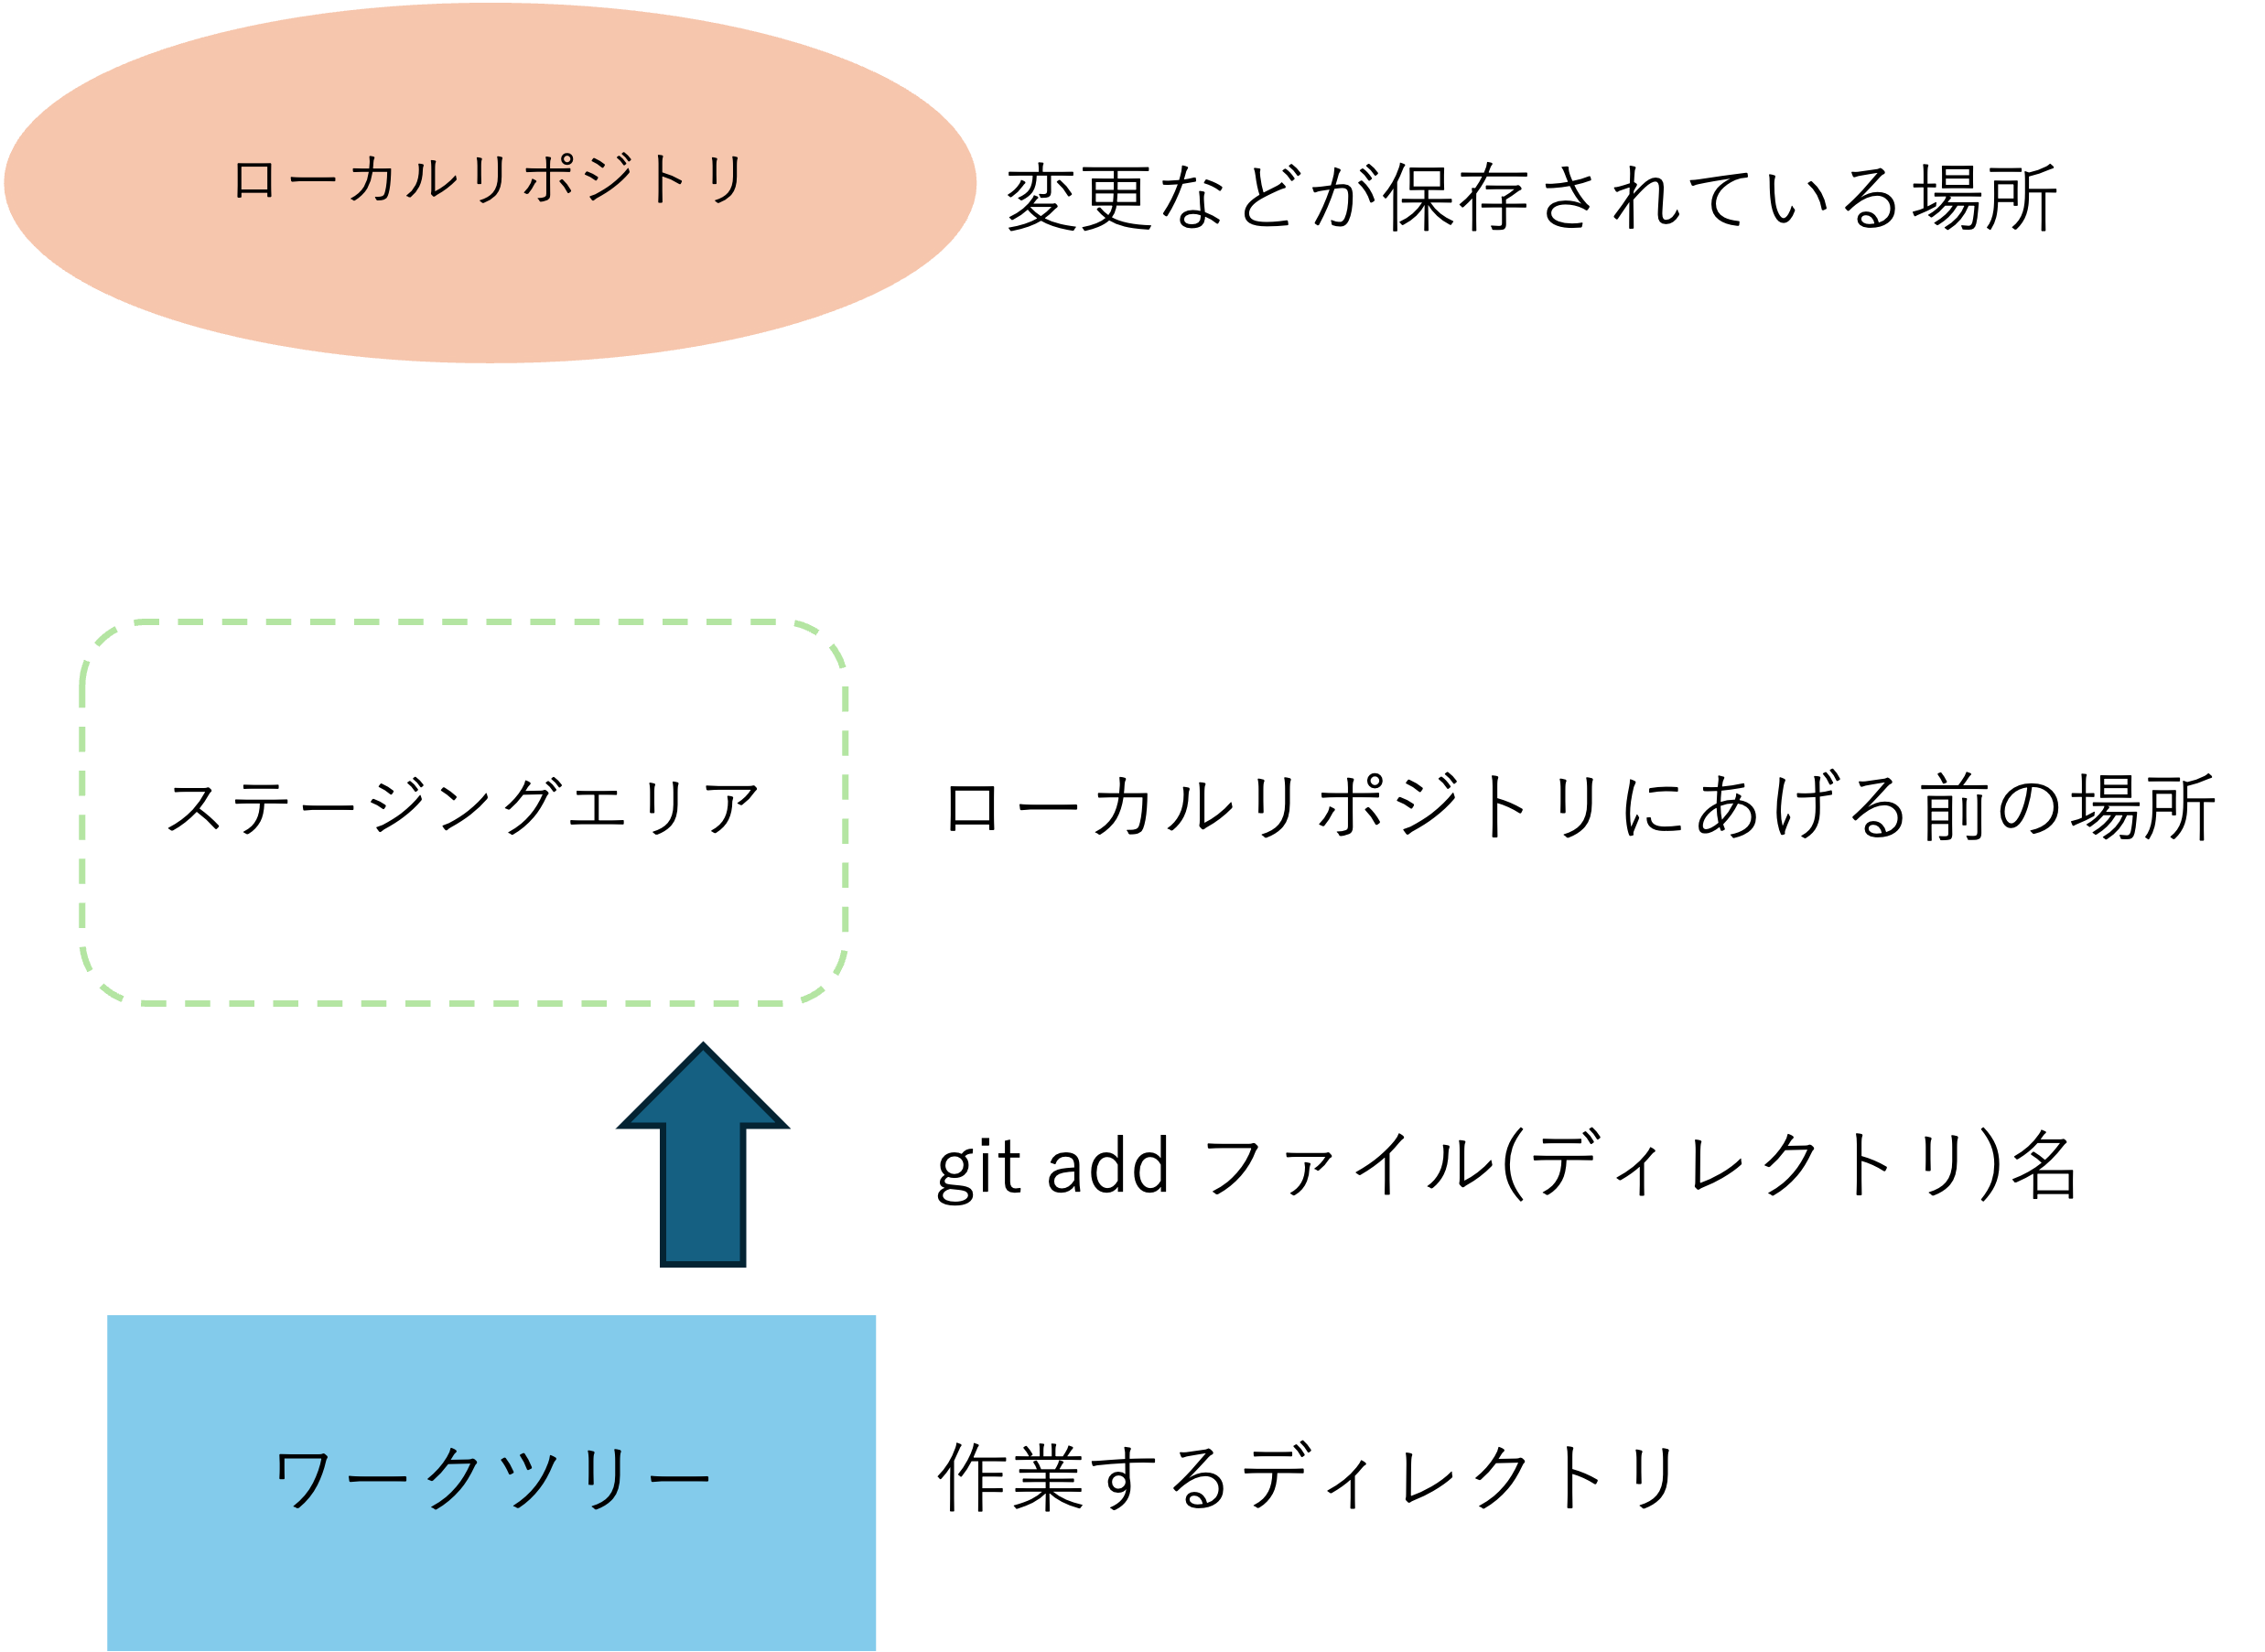 ローカルリポジトリ
変更などが保存されている場所
ステージングエリア
ローカルリポジトリにあげる前の場所
git add ファイル(ディレクトリ)名
ワークツリー
作業するディレクトリ